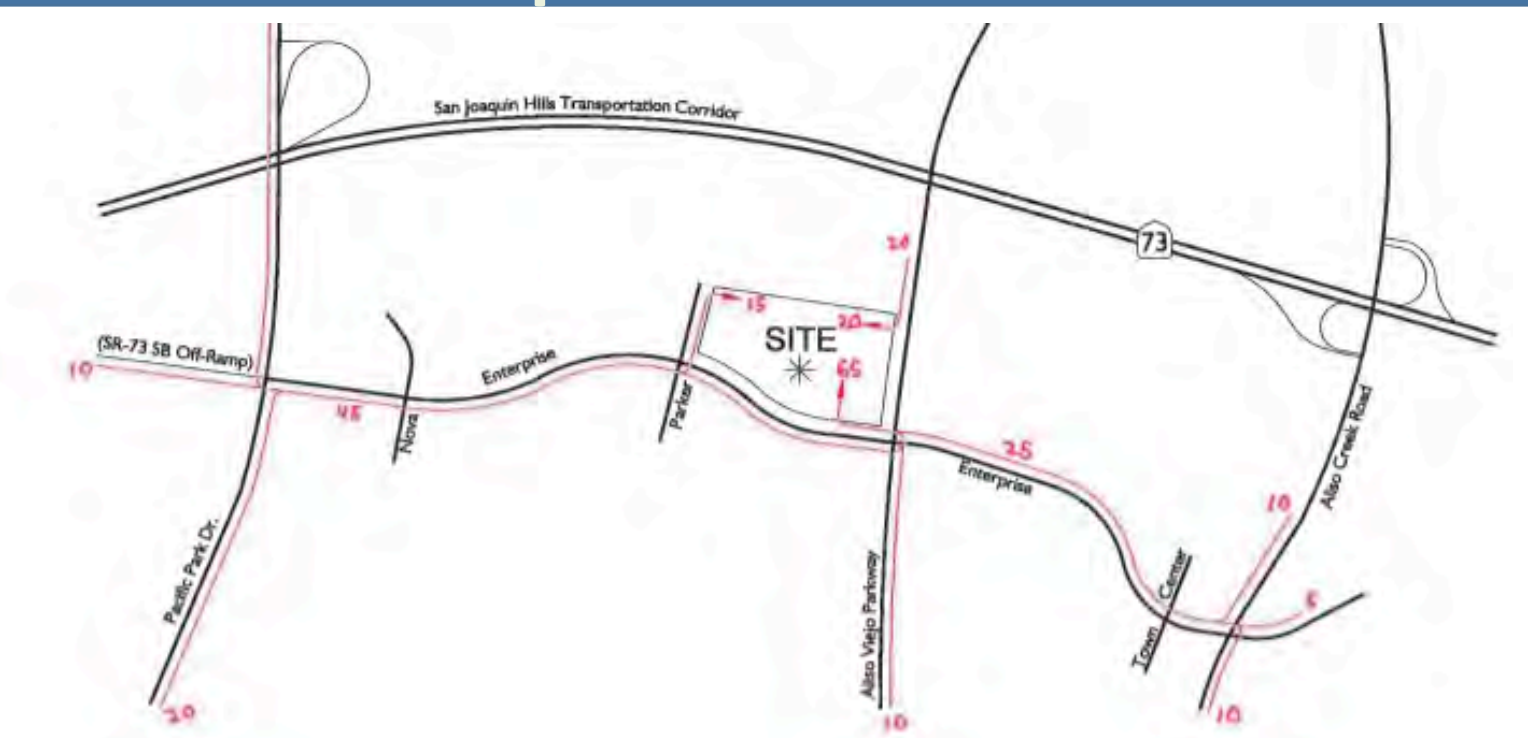 San Joaquin Hills Transportation Corridor
73
20
15
20
SITE
65
(SR-73 SB Off-Ramp)
10
45
Nova
Enterprise
Parker
25
Enterprise
Aliso Creek Road
10
Town Center
5
Pacific Park Dr.
Aliso Viejo Parkway
20
10
10